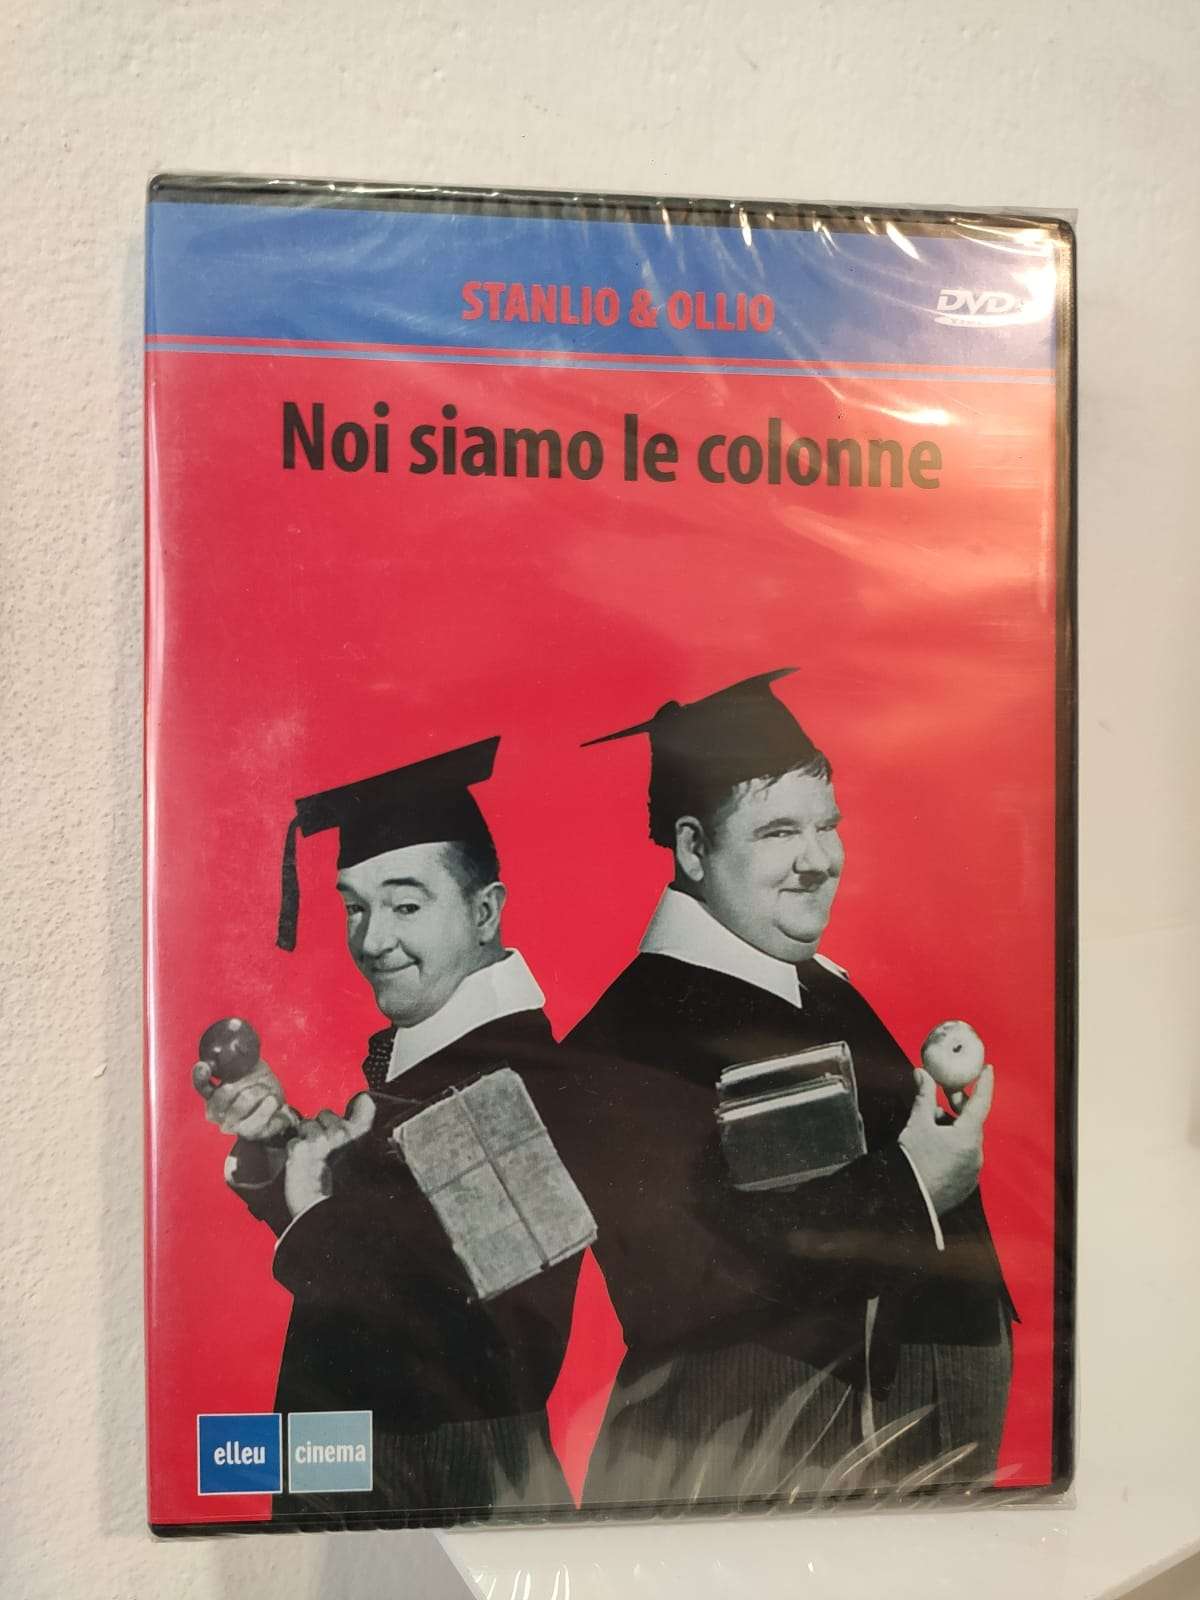 STANLIO & OLLIO
DVD
Noi siamo le colonne
elleu cinema